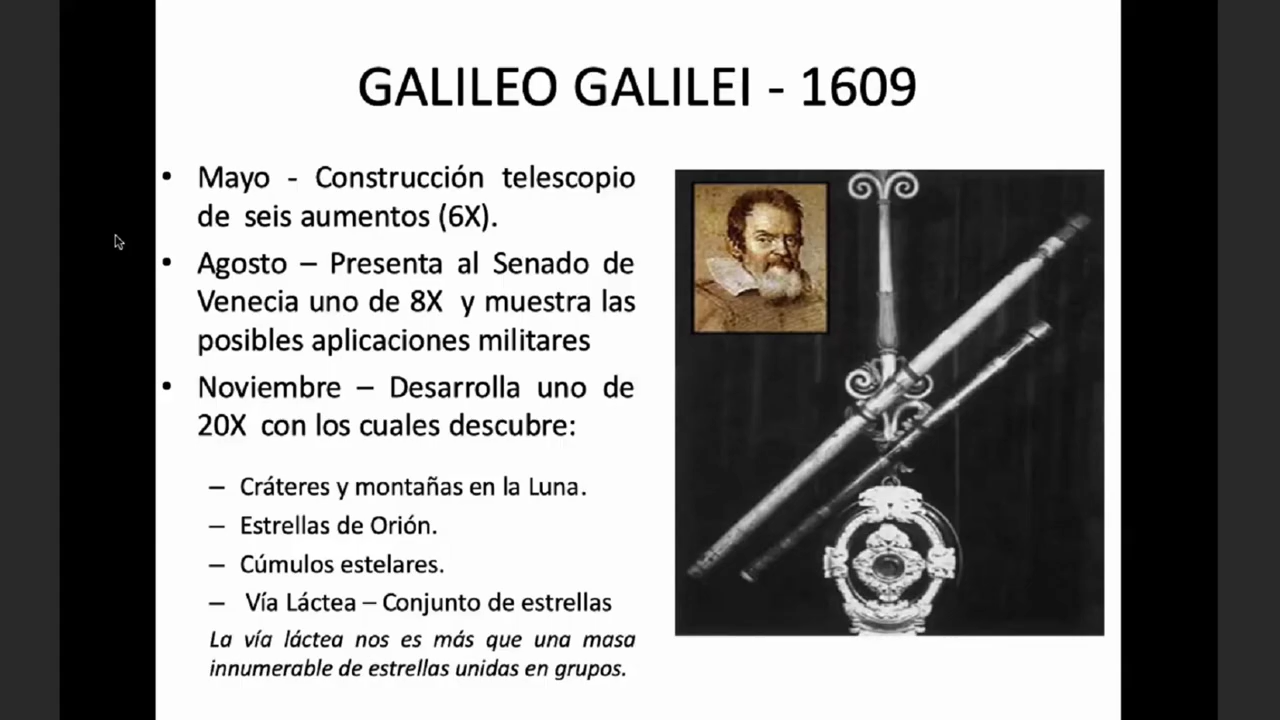 GALILEO GALILEI - 1609
• Mayo - Construcción telescopio
de seis aumentos (6X).
• Agosto – Presenta al Senado de
Venecia uno de 8X y muestra las
posibles aplicaciones militares
• Noviembre – Desarrolla uno de
20X con los cuales descubre:
– Cráteres y montañas en la Luna.
– Estrellas de Orión.
– Cúmulos estelares.
– Vía Láctea – Conjunto de estrellas
La vía láctea nos es más que una masa
innumerable de estrellas unidas en grupos.